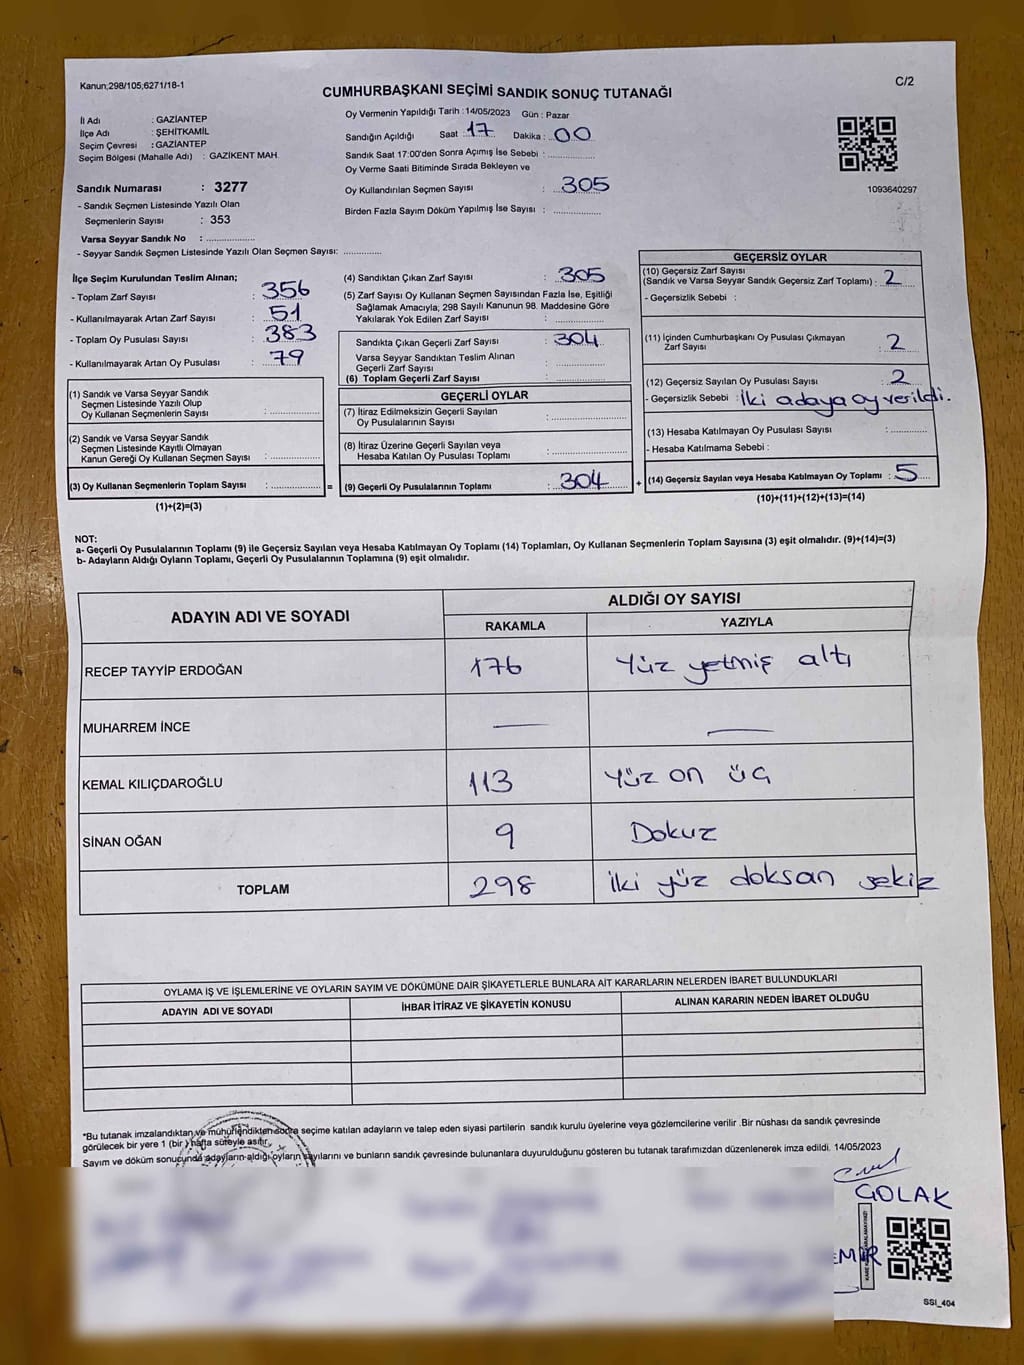 Kanun;298/105;6271/18-1
CUMHURBAŞKANI SEÇİMİ SANDIK SONUÇ TUTANAĞI
C/2
İl Adı : GAZİANTEP
İlçe Adı : ŞEHİTKAMİL
Seçim Çevresi : GAZİANTEP
Seçim Bölgesi (Mahalle Adı) : GAZİKENT MAH.
Sandık Numarası : 3277
- Sandık Seçmen Listesinde Yazılı Olan
Seçmenlerin Sayısı : 353
Varsa Seyyar Sandık No : ...............
- Seyyar Sandık Seçmen Listesinde Yazılı Olan Seçmen Sayısı: ............
Oy Vermenin Yapıldığı Tarih : 14/05/2023 Gün : Pazar
Sandığın Açıldığı Saat : 17 Dakika : 00
Sandık Saat 17:00'den Sonra Açımış İse Sebebi : ..............
Oy Verme Saati Bitiminde Sırada Bekleyen ve
Oy Kullandırılan Seçmen Sayısı : 305
Birden Fazla Sayım Döküm Yapılmış İse Sayısı : ..............
1093640297
İlçe Seçim Kurulundan Teslim Alınan;
- Toplam Zarf Sayısı : 356
- Kullanılmayarak Artan Zarf Sayısı : 51
- Toplam Oy Pusulası Sayısı : 383
- Kullanılmayarak Artan Oy Pusulası : 79
(1) Sandık ve Varsa Seyyar Sandık
Seçmen Listesinde Yazılı Olup
Oy Kullanan Seçmenlerin Sayısı : ...............
(2) Sandık ve Varsa Seyyar Sandık
Seçmen Listesinde Kayıtlı Olmayan
Kanun Gereği Oy Kullanan Seçmen Sayısı : ...............
(3) Oy Kullanan Seçmenlerin Toplam Sayısı : ............... =
(1)+(2)=(3)
(4) Sandıktan Çıkan Zarf Sayısı : 305
(5) Zarf Sayısı Oy Kullanan Seçmen Sayısından Fazla İse, Eşitliği
Sağlamak Amacıyla; 298 Sayılı Kanunun 98. Maddesine Göre
Yakılarak Yok Edilen Zarf Sayısı : ...............
Sandıkta Çıkan Geçerli Zarf Sayısı : 304
Varsa Seyyar Sandıktan Teslim Alınan
Geçerli Zarf Sayısı : ...............
(6) Toplam Geçerli Zarf Sayısı : ...............
GEÇERLİ OYLAR
(7) İtiraz Edilmeksizin Geçerli Sayılan
Oy Pusulalarının Sayısı : ...............
(8) İtiraz Üzerine Geçerli Sayılan veya
Hesaba Katılan Oy Pusulası Toplamı : ...............
(9) Geçerli Oy Pusulalarının Toplamı : 304 +
GEÇERSİZ OYLAR
(10) Geçersiz Zarf Sayısı
(Sandık ve Varsa Seyyar Sandık Geçersiz Zarf Toplamı) : 2
- Geçersizlik Sebebi :
(11) İçinden Cumhurbaşkanı Oy Pusulası Çıkmayan
Zarf Sayısı : 2
(12) Geçersiz Sayılan Oy Pusulası Sayısı : 2
- Geçersizlik Sebebi : İki adaya oy verildi.
(13) Hesaba Katılmayan Oy Pusulası Sayısı : ...............
- Hesaba Katılmama Sebebi :
(14) Geçersiz Sayılan veya Hesaba Katılmayan Oy Toplamı : 5
(10)+(11)+(12)+(13)=(14)
NOT:
a- Geçerli Oy Pusulalarının Toplamı (9) ile Geçersiz Sayılan veya Hesaba Katılmayan Oy Toplamı (14) Toplamları, Oy Kullanan Seçmenlerin Toplam Sayısına (3) eşit olmalıdır. (9)+(14)=(3)
b- Adayların Aldığı Oyların Toplamı, Geçerli Oy Pusulalarının Toplamına (9) eşit olmalıdır.
ADAYIN ADI VE SOYADI
ALDIĞI OY SAYISI
RAKAMLA YAZIYLA
RECEP TAYYİP ERDOĞAN 176 Yüz yetmiş altı
MUHARREM İNCE — —
KEMAL KILIÇDAROĞLU 113 Yüz on üç
SİNAN OĞAN 9 Dokuz
TOPLAM 298 İki yüz doksan sekiz
OYLAMA İŞ VE İŞLEMLERİNE VE OYLARIN SAYIM VE DÖKÜMÜNE DAİR ŞİKAYETLERLE BUNLARA AİT KARARLARIN NELERDEN İBARET BULUNDUKLARI
ADAYIN ADI VE SOYADI İHBAR İTİRAZ VE ŞİKAYETİN KONUSU ALINAN KARARIN NEDEN İBARET OLDUĞU
*Bu tutanak imzalandıktan ve mühürlendikten sonra seçime katılan adayların ve talep eden siyasi partilerin sandık kurulu üyelerine veya gözlemcilerine verilir .Bir nüshası da sandık çevresinde
görülecek bir yere 1 (bir ) hafta süreyle asılır.
Sayım ve döküm sonucunda adayların aldığı oyların sayılarını ve bunların sandık çevresinde bulunanlara duyurulduğunu gösteren bu tutanak tarafımızdan düzenlenerek imza edildi. 14/05/2023
GOLAK
EMİR
SSI_404